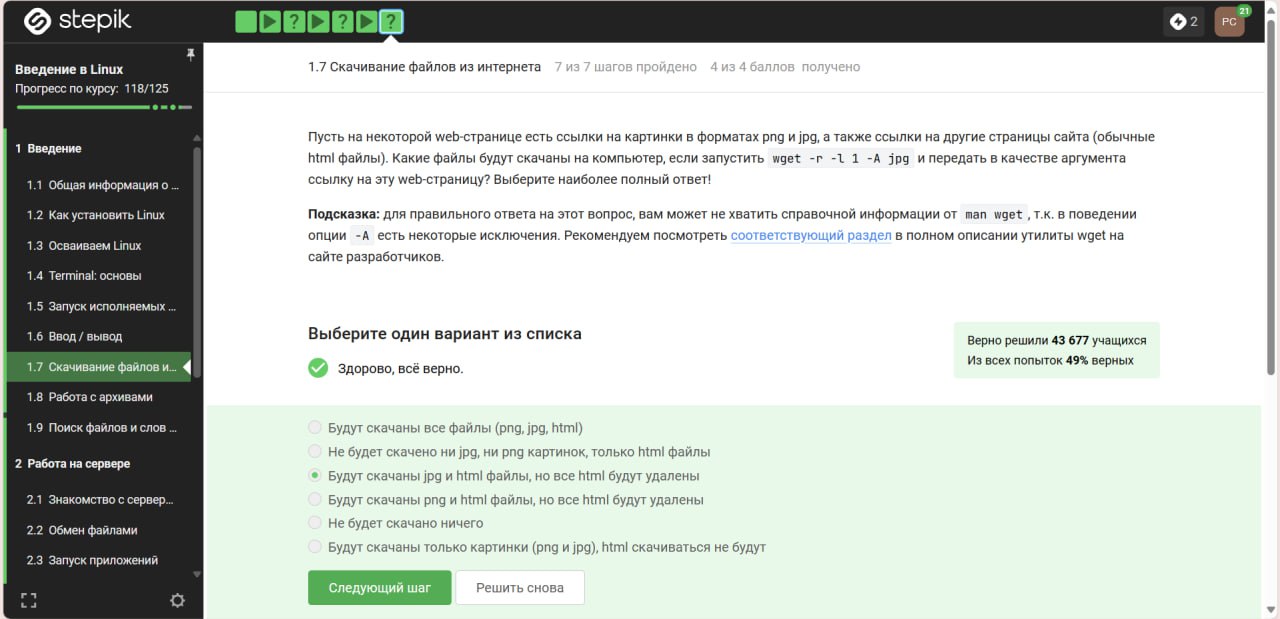 stepik
2
PC
21
Введение в Linux
Прогресс по курсу: 118/125
1 Введение
1.1 Общая информация о ...
1.2 Как установить Linux
1.3 Осваиваем Linux
1.4 Terminal: основы
1.5 Запуск исполняемых ...
1.6 Ввод / вывод
1.7 Скачивание файлов и...
1.8 Работа с архивами
1.9 Поиск файлов и слов ...
2 Работа на сервере
2.1 Знакомство с сервер...
2.2 Обмен файлами
2.3 Запуск приложений
1.7 Скачивание файлов из интернета 7 из 7 шагов пройдено 4 из 4 баллов получено
Пусть на некоторой web-странице есть ссылки на картинки в форматах png и jpg, а также ссылки на другие страницы сайта (обычные
html файлы). Какие файлы будут скачаны на компьютер, если запустить wget -r -l 1 -A jpg и передать в качестве аргумента
ссылку на эту web-страницу? Выберите наиболее полный ответ!
Подсказка: для правильного ответа на этот вопрос, вам может не хватить справочной информации от man wget, т.к. в поведении
опции -A есть некоторые исключения. Рекомендуем посмотреть соответствующий раздел в полном описании утилиты wget на
сайте разработчиков.
Выберите один вариант из списка
Здорово, всё верно.
Верно решили 43 677 учащихся
Из всех попыток 49% верных
Будут скачаны все файлы (png, jpg, html)
Не будет скачено ни jpg, ни png картинок, только html файлы
Будут скачаны jpg и html файлы, но все html будут удалены
Будут скачаны png и html файлы, но все html будут удалены
Не будет скачано ничего
Будут скачаны только картинки (png и jpg), html скачиваться не будут
Следующий шаг
Решить снова